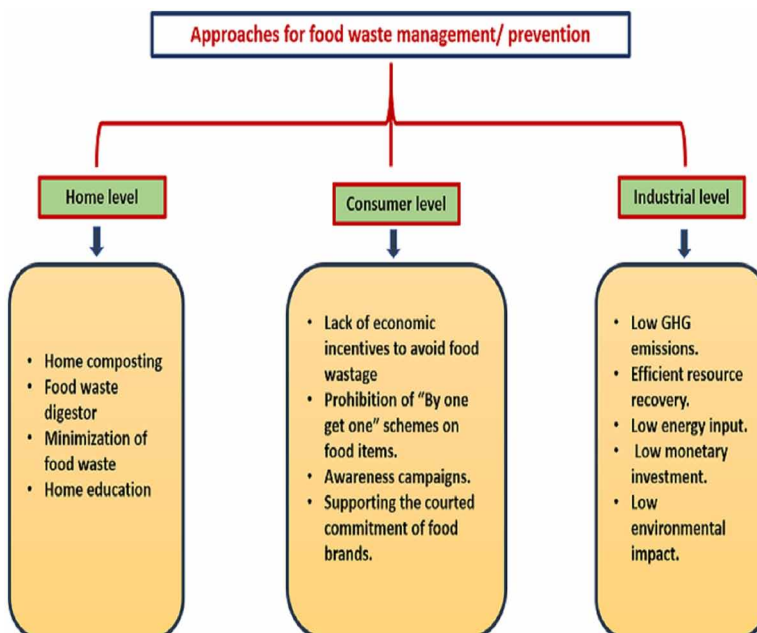 Approaches for food waste management/ prevention
Home level
Consumer level
Industrial level
• Home composting
• Food waste
digestor
• Minimization of
food waste
• Home education
• Lack of economic
incentives to avoid food
wastage
• Prohibition of “By one
get one” schemes on
food items.
• Awareness campaigns.
• Supporting the courted
commitment of food
brands.
• Low GHG
emissions.
• Efficient resource
recovery.
• Low energy input.
• Low monetary
investment.
• Low
environmental
impact.